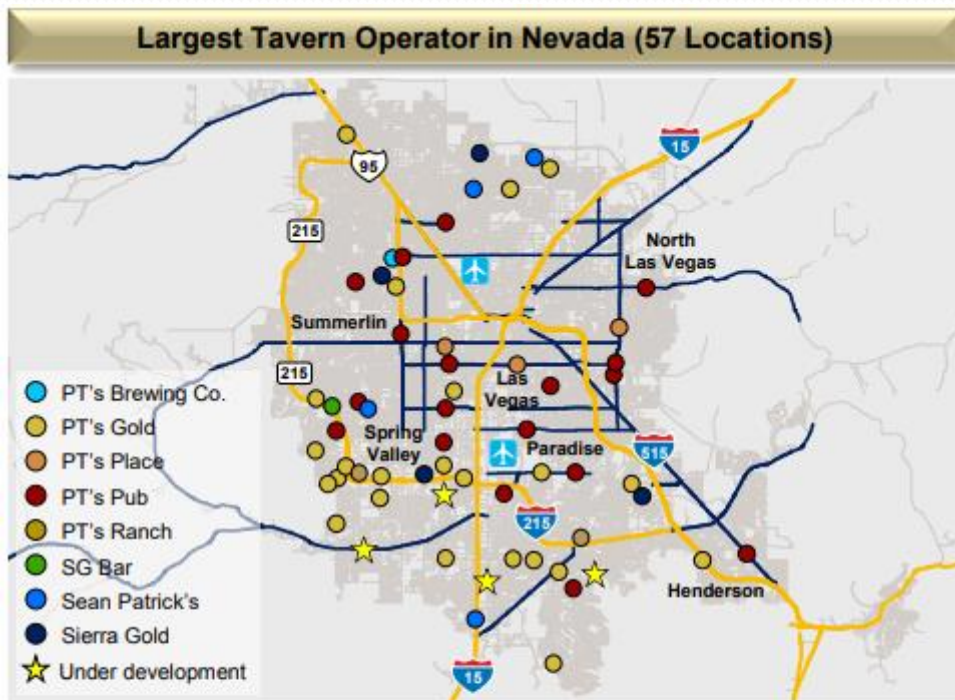 Largest Tavern Operator in Nevada (57 Locations)
95
15
215
North
Las Vegas
Summerlin
215
Las
Vegas
Spring
Valley
Paradise
515
215
Henderson
15
PT's Brewing Co.
PT's Gold
PT's Place
PT's Pub
PT's Ranch
SG Bar
Sean Patrick's
Sierra Gold
Under development